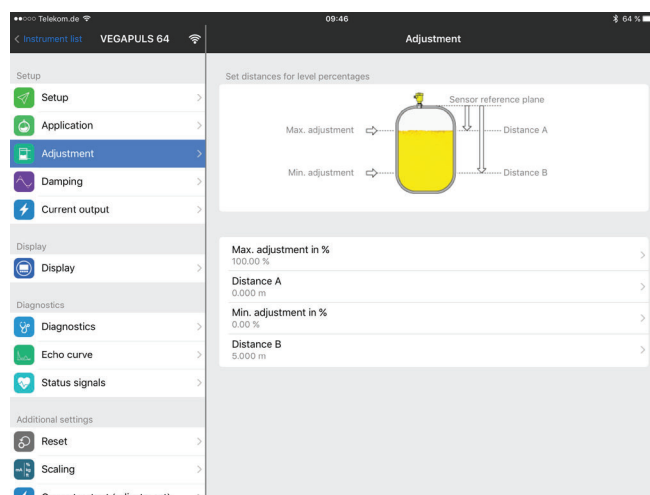 Telekom.de 09:46 64 %
Instrument list VEGAPULS 64 Adjustment
Setup
Setup
Application
Adjustment
Damping
Current output
Display
Display
Diagnostics
Diagnostics
Echo curve
Status signals
Additional settings
Reset
Scaling
Set distances for level percentages
Sensor reference plane
Max. adjustment Distance A
Min. adjustment Distance B
Max. adjustment in %
100.00 %
Distance A
0.000 m
Min. adjustment in %
0.00 %
Distance B
5.000 m